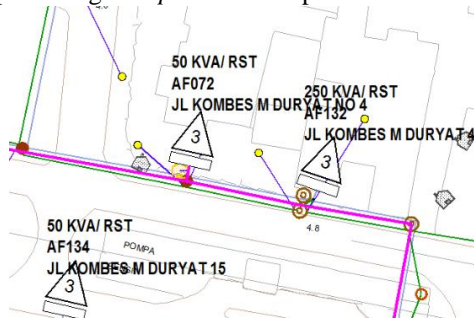 50 KVA/ RST
AF072
JL KOMBES M DURYAT NO 4
3
250 KVA/ RST
AF132
JL KOMBES M DURYAT 4
3
4.8
50 KVA/ RST
AF134
JL KOMBES M DURYAT 15
POMPA
3